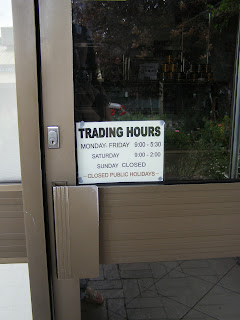 TRADING HOURS
MONDAY-FRIDAY 9:00 - 5:30
SATURDAY 9:00 - 2:00
SUNDAY CLOSED
- CLOSED PUBLIC HOLIDAYS -